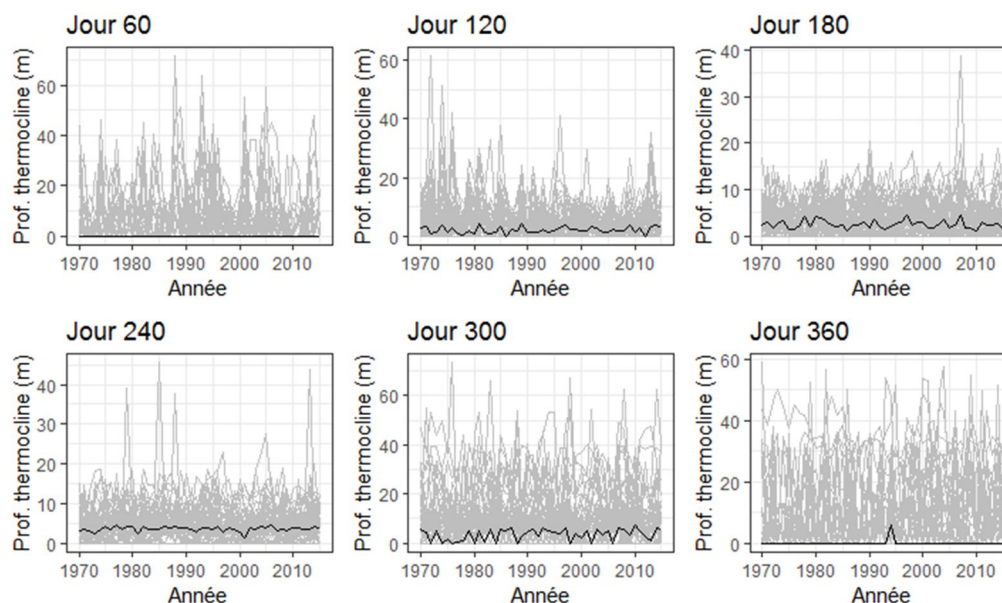 Jour 60
Prof. thermocline (m)
60
40
20
0
1970 1980 1990 2000 2010
Année
Jour 120
Prof. thermocline (m)
60
40
20
0
1970 1980 1990 2000 2010
Année
Jour 180
Prof. thermocline (m)
40
30
20
10
0
1970 1980 1990 2000 2010
Année
Jour 240
Prof. thermocline (m)
40
30
20
10
0
1970 1980 1990 2000 2010
Année
Jour 300
Prof. thermocline (m)
60
40
20
0
1970 1980 1990 2000 2010
Année
Jour 360
Prof. thermocline (m)
60
40
20
0
1970 1980 1990 2000 2010
Année